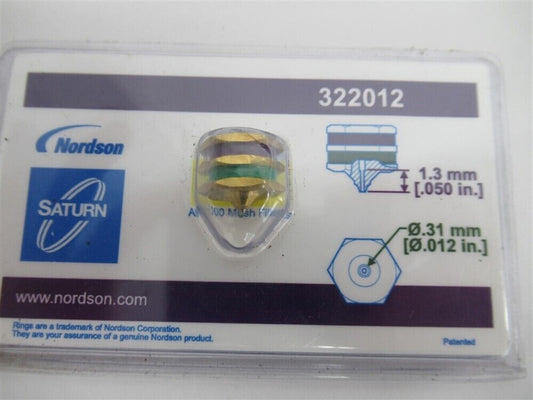 322012
Nordson
SATURN
1.3 mm
[.050 in.]
Ø.31 mm
[Ø.012 in.]
Mesh
www.nordson.com
Rings are a trademark of Nordson Corporation.
They are your assurance of a genuine Nordson product.
Patented